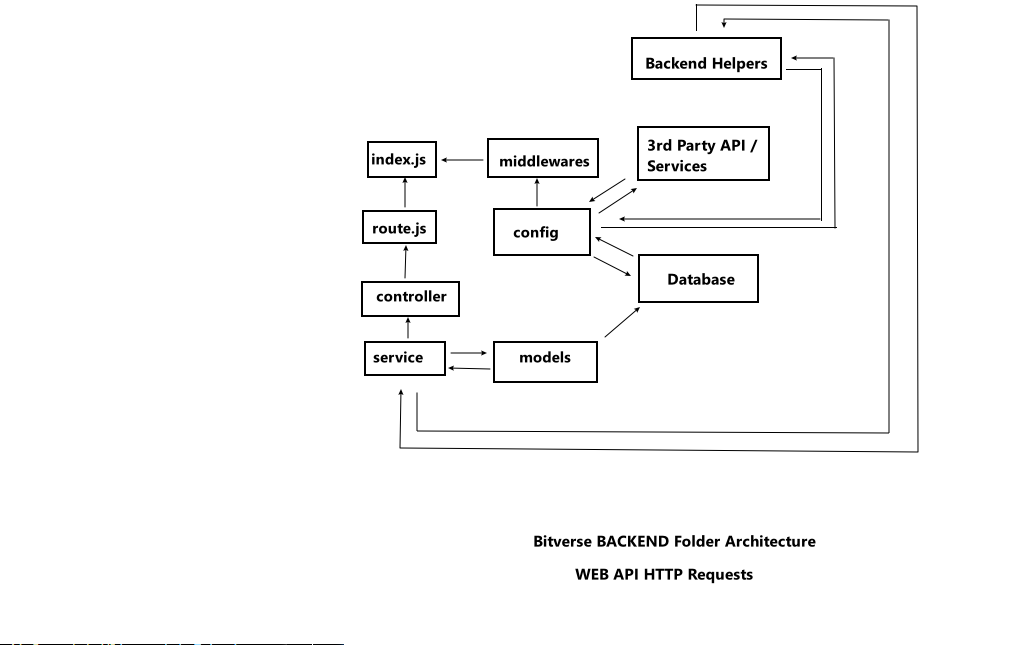 Backend Helpers
3rd Party API /
Services
index.js
middlewares
route.js
config
Database
controller
service
models
Bitverse BACKEND Folder Architecture
WEB API HTTP Requests